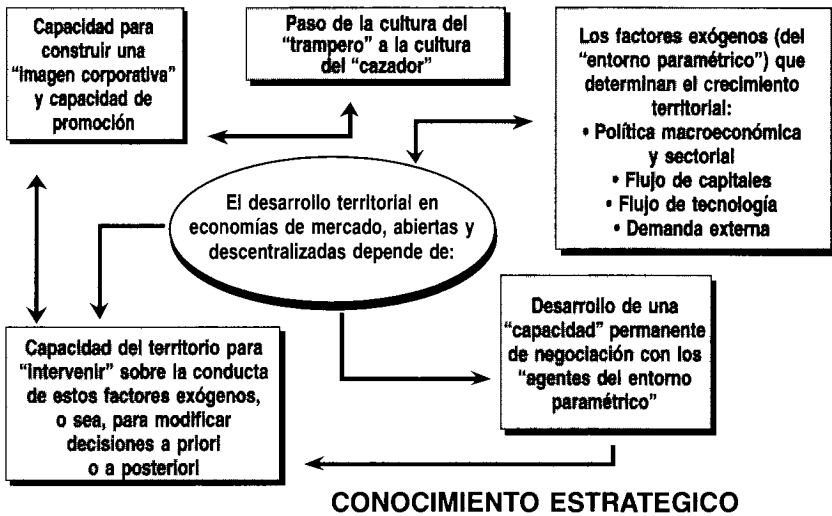 Capacidad para
construir una
“imagen corporativa”
y capacidad de
promoción
Paso de la cultura del
“trampero” a la cultura
del “cazador”
Los factores exógenos (del
“entorno paramétrico”) que
determinan el crecimiento
territorial:
• Política macroeconómica
y sectorial
• Flujo de capitales
• Flujo de tecnología
• Demanda externa
El desarrollo territorial en
economías de mercado, abiertas y
descentralizadas depende de:
Capacidad del territorio para
“intervenir” sobre la conducta
de estos factores exógenos,
o sea, para modificar
decisiones a priori
o a posteriori
Desarrollo de una
“capacidad” permanente
de negociación con los
“agentes del entorno
paramétrico”
CONOCIMIENTO ESTRATEGICO